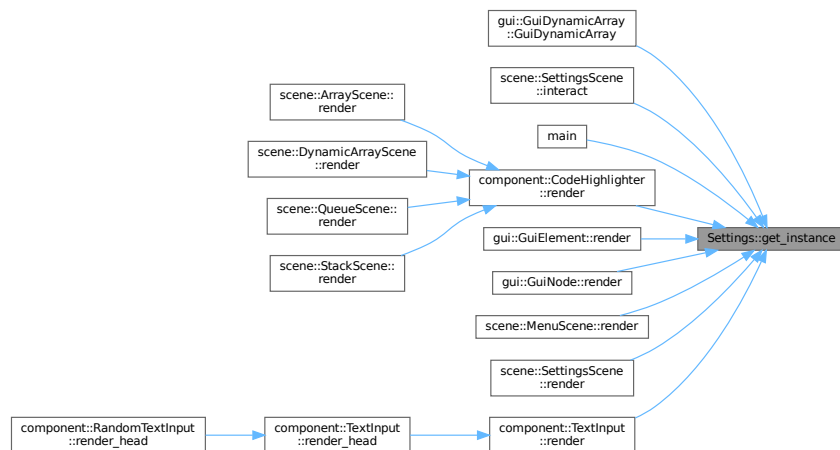 gui::GuiDynamicArray
::GuiDynamicArray
scene::SettingsScene
::interact
main
scene::ArrayScene::
render
scene::DynamicArrayScene
::render
component::CodeHighlighter
::render
scene::QueueScene::
render
scene::StackScene::
render
gui::GuiElement::render
Settings::get_instance
gui::GuiNode::render
scene::MenuScene::render
scene::SettingsScene
::render
component::RandomTextInput
::render_head
component::TextInput
::render_head
component::TextInput
::render